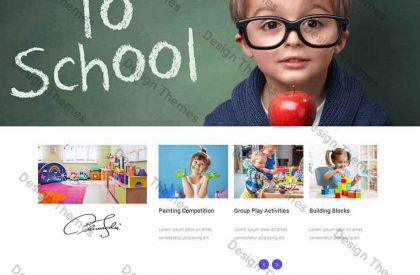 To
School
Painting Competition
Group Play Activities
Building Blocks
Lorem ipsum dolor sit amet, consectetur adipiscing elit
Lorem ipsum dolor sit amet, consectetur adipiscing elit
Lorem ipsum dolor sit amet, consectetur adipiscing elit
Design Themes